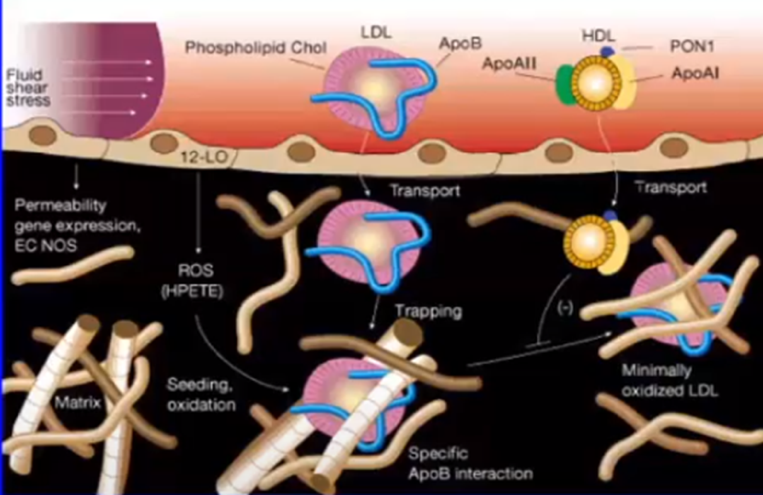 LDL
Phospholipid Chol
ApoB
HDL
PON1
ApoAII
ApoAI
Fluid
shear
stress
12-LO
Transport
Transport
Permeability
gene expression,
EC NOS
ROS
(HPETE)
Trapping
(-)
Seeding,
oxidation
Matrix
Minimally
oxidized LDL
Specific
ApoB interaction